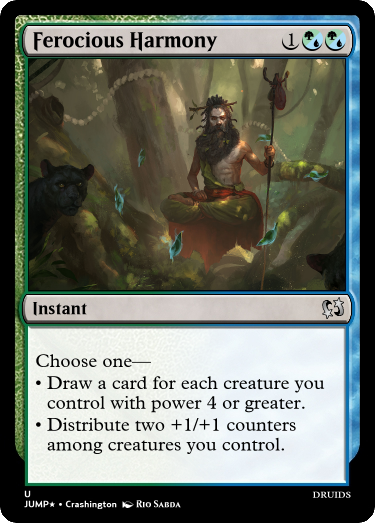 Ferocious Harmony 1
Instant
Choose one—
• Draw a card for each creature you
control with power 4 or greater.
• Distribute two +1/+1 counters
among creatures you control.
U
JUMP★ • Crashington Rio Sabda
DRUIDS